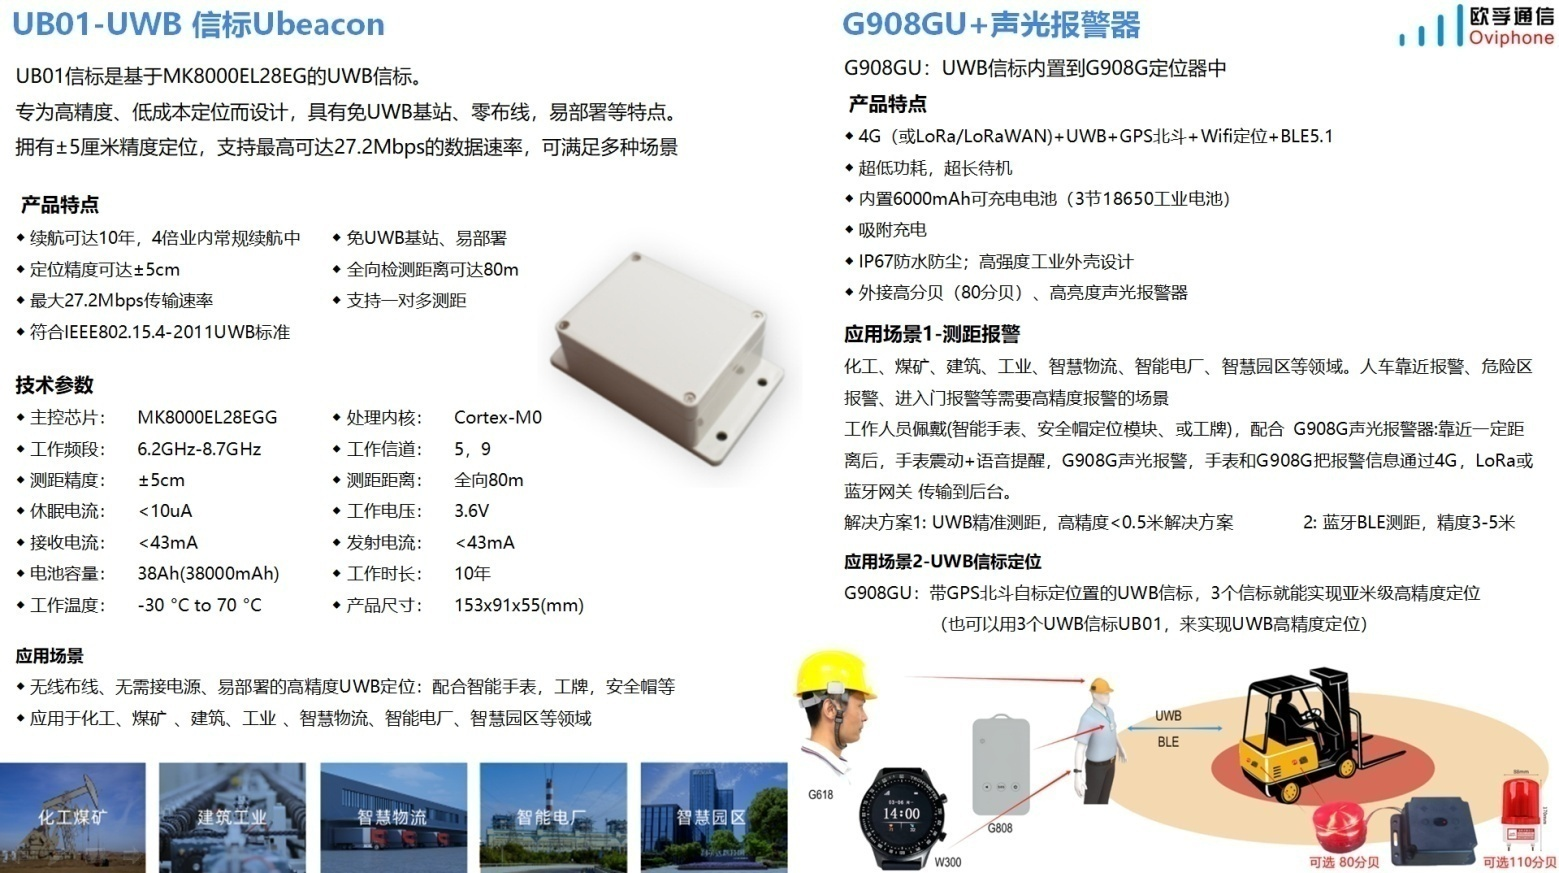 UB01-UWB 信标Ubeacon
UB01信标是基于MK8000EL28EG的UWB信标。
专为高精度、低成本定位而设计，具有免UWB基站、零布线，易部署等特点。
拥有±5厘米精度定位，支持最高可达27.2Mbps的数据速率，可满足多种场景
产品特点
◆ 续航可达10年，4倍业内常规续航中
◆ 免UWB基站、易部署
◆ 定位精度可达±5cm
◆ 全向检测距离可达80m
◆ 最大27.2Mbps传输速率
◆ 支持一对多测距
◆ 符合IEEE802.15.4-2011UWB标准
技术参数
◆ 主控芯片： MK8000EL28EGG
◆ 处理内核： Cortex-M0
◆ 工作频段： 6.2GHz-8.7GHz
◆ 工作信道： 5，9
◆ 测距精度： ±5cm
◆ 测距距离： 全向80m
◆ 休眠电流： <10uA
◆ 工作电压： 3.6V
◆ 接收电流： <43mA
◆ 发射电流： <43mA
◆ 电池容量： 38Ah(38000mAh)
◆ 工作时长： 10年
◆ 工作温度： -30 °C to 70 °C
◆ 产品尺寸： 153x91x55(mm)
应用场景
◆ 无线布线、无需接电源、易部署的高精度UWB定位：配合智能手表，工牌，安全帽等
◆ 应用于化工、煤矿 、建筑、工业 、智慧物流、智能电厂、智慧园区等领域
化工煤矿
建筑工业
智慧物流
智能电厂
智慧园区
G908GU+声光报警器
欧孚通信
Oviphone
G908GU：UWB信标内置到G908G定位器中
产品特点
◆ 4G（或LoRa/LoRaWAN)+UWB+GPS北斗+Wifi定位+BLE5.1
◆ 超低功耗，超长待机
◆ 内置6000mAh可充电电池（3节18650工业电池）
◆ 吸附充电
◆ IP67防水防尘；高强度工业外壳设计
◆ 外接高分贝（80分贝）、高亮度声光报警器
应用场景1-测距报警
化工、煤矿、建筑、工业、智慧物流、智能电厂、智慧园区等领域。人车靠近报警、危险区
报警、进入门报警等需要高精度报警的场景
工作人员佩戴(智能手表、安全帽定位模块、或工牌)，配合 G908G声光报警器:靠近一定距
离后，手表震动+语音提醒，G908G声光报警，手表和G908G把报警信息通过4G，LoRa或
蓝牙网关 传输到后台。
解决方案1: UWB精准测距，高精度<0.5米解决方案 2: 蓝牙BLE测距，精度3-5米
应用场景2-UWB信标定位
G908GU：带GPS北斗自标定位置的UWB信标，3个信标就能实现亚米级高精度定位
（也可以用3个UWB信标UB01，来实现UWB高精度定位）
UWB
BLE
G618
14:00
W300
G808
可选 80分贝
可选110分贝